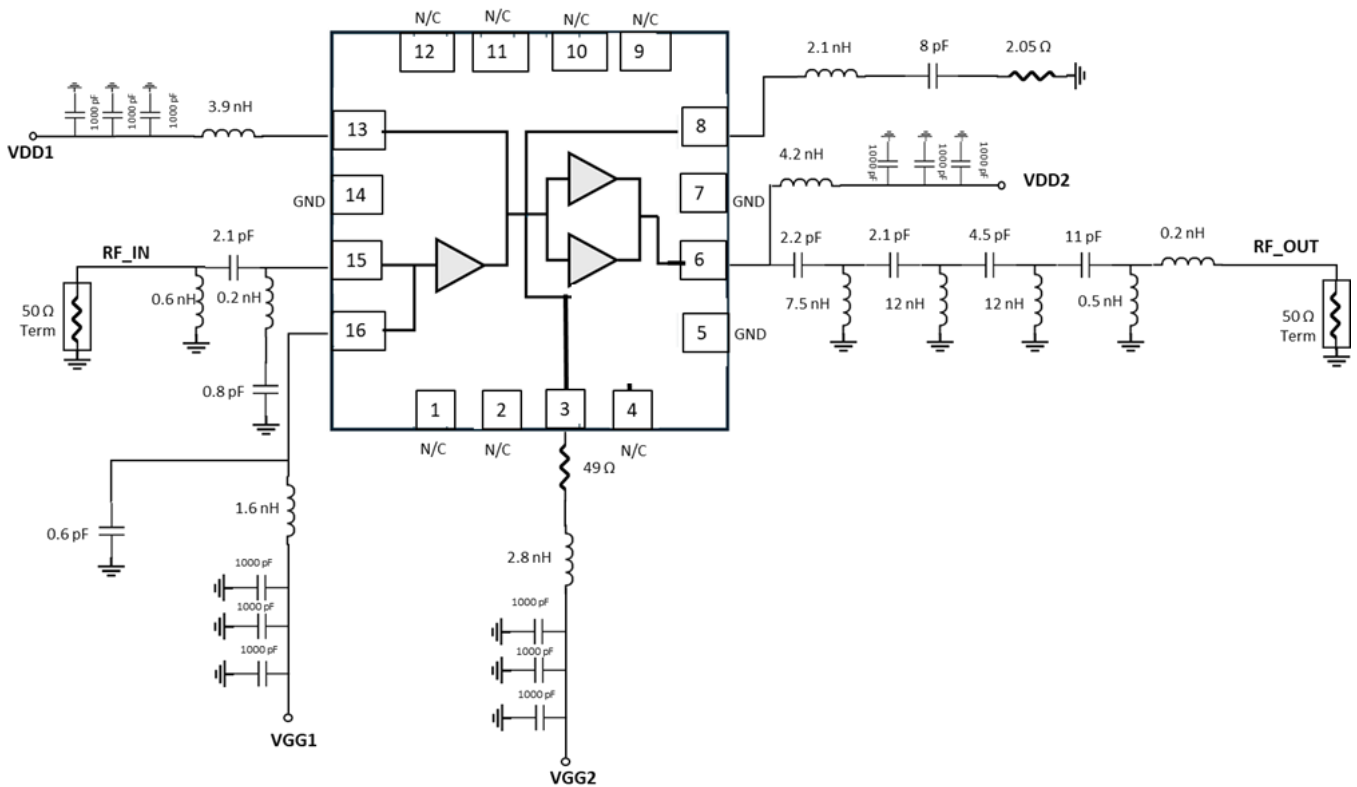 N/C
N/C
N/C
N/C
12
11
10
9
2.1 nH
8 pF
2.05 Ω
1000 pF
1000 pF
1000 pF
3.9 nH
VDD1
13
8
4.2 nH
1000 pF
1000 pF
1000 pF
VDD2
GND
14
7
GND
RF_IN
2.1 pF
15
6
2.2 pF
2.1 pF
4.5 pF
11 pF
0.2 nH
RF_OUT
50 Ω
Term
0.6 nH
0.2 nH
16
5
GND
7.5 nH
12 nH
12 nH
0.5 nH
50 Ω
Term
0.8 pF
1
2
3
4
N/C
N/C
N/C
49 Ω
1.6 nH
0.6 pF
2.8 nH
1000 pF
1000 pF
1000 pF
1000 pF
1000 pF
1000 pF
VGG1
VGG2